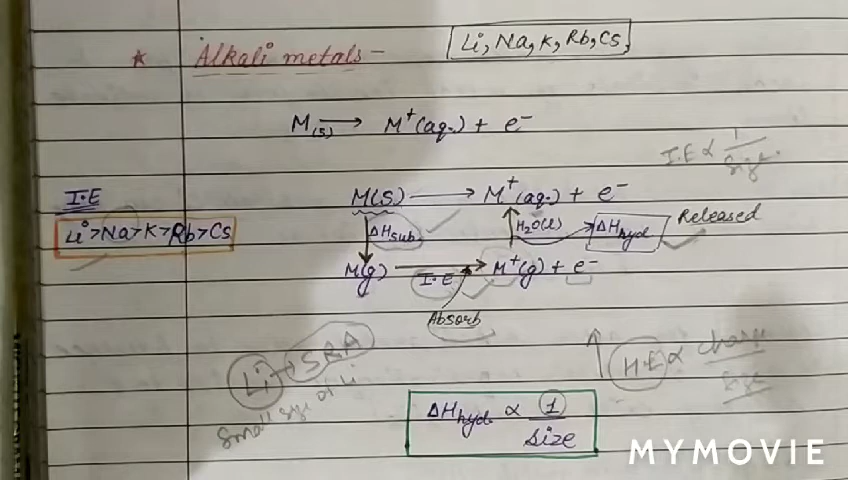 * Alkali metals - Li, Na, K, Rb, Cs,
M(s) → M⁺(aq.) + e⁻
I.E ∝ 1/Size
I.E
Li > Na > K > Rb > Cs
M(s) → M⁺(aq.) + e⁻
ΔHsub H₂O(l) ΔHhyd Released
M(g) → M⁺(g) + e⁻
I.E
Absorb
Li → SRA
Small size of Li
↑ H.E ∝ charge/size
ΔHhyd. ∝ 1/Size
MYMOVIE